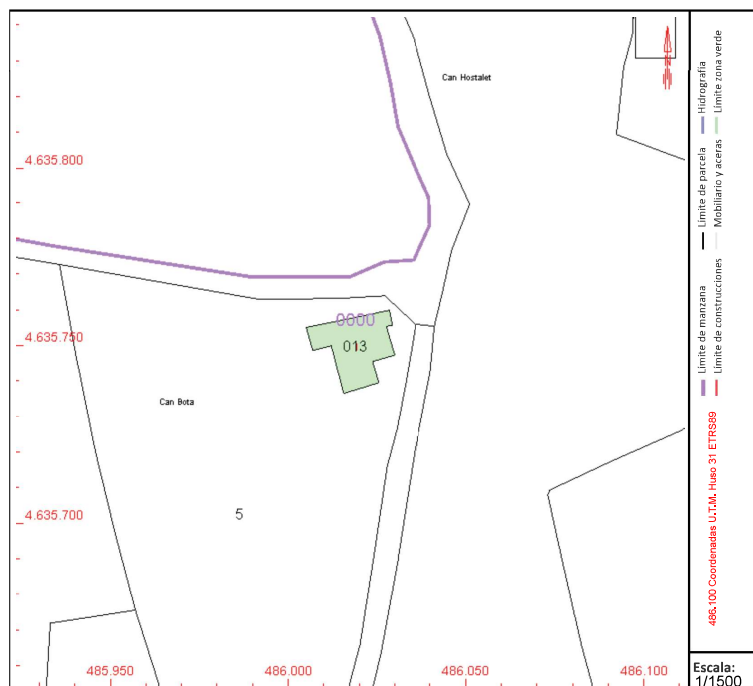 Can Hostalet
4.635.800
0000
4.635.750
013
Can Bota
4.635.700
5
485.950
486.000
486.050
486.100
Hidrografía
Límite zona verde
Límite de parcela
Mobiliario y aceras
Límite de manzana
Límite de construcciones
486.100 Coordenadas U.T.M. Huso 31 ETRS89
Escala:
1/1500